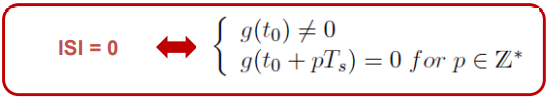 ISI = 0 ⟺ { g(t₀) ≠ 0
g(t₀ + pTₛ) = 0 for p ∈ ℤ*